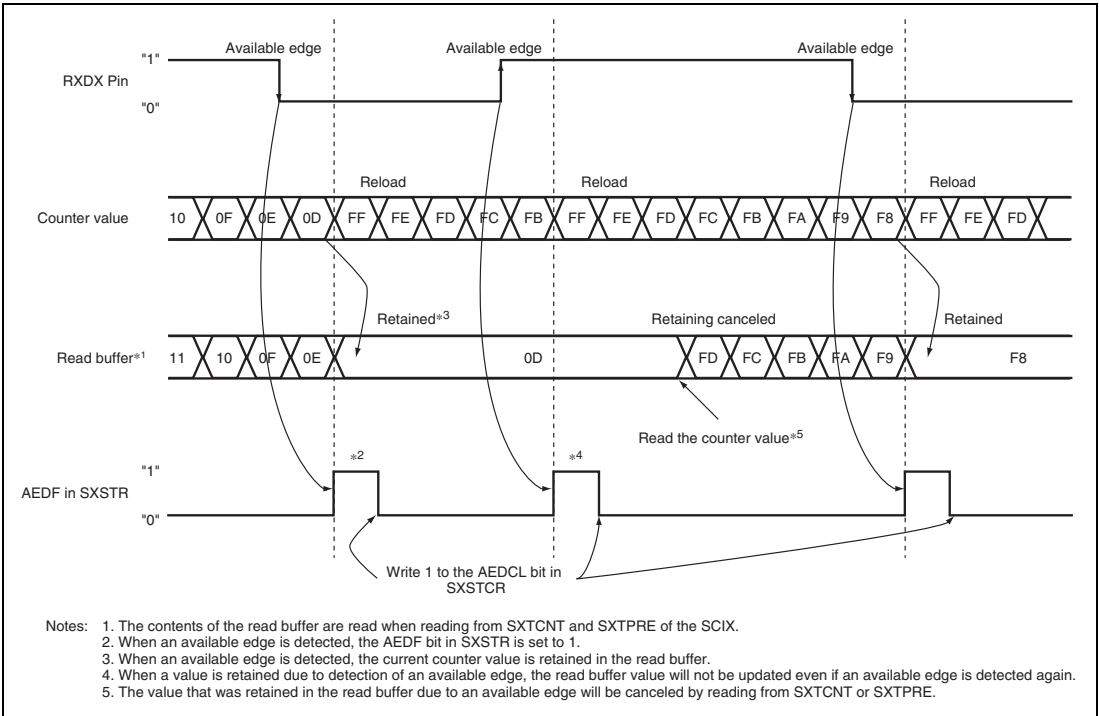 Available edge Available edge Available edge
"1"
RXDX Pin
"0"
Reload Reload Reload
Counter value 10 0F 0E 0D FF FE FD FC FB FF FE FD FC FB FA F9 F8 FF FE FD
Retained*3 Retaining canceled Retained
Read buffer*1 11 10 0F 0E 0D FD FC FB FA F9 F8
Read the counter value*5
*2 *4
"1"
AEDF in SXSTR
"0"
Write 1 to the AEDCL bit in
SXSTCR
Notes: 1. The contents of the read buffer are read when reading from SXTCNT and SXTPRE of the SCIX.
2. When an available edge is detected, the AEDF bit in SXSTR is set to 1.
3. When an available edge is detected, the current counter value is retained in the read buffer.
4. When a value is retained due to detection of an available edge, the read buffer value will not be updated even if an available edge is detected again.
5. The value that was retained in the read buffer due to an available edge will be canceled by reading from SXTCNT or SXTPRE.